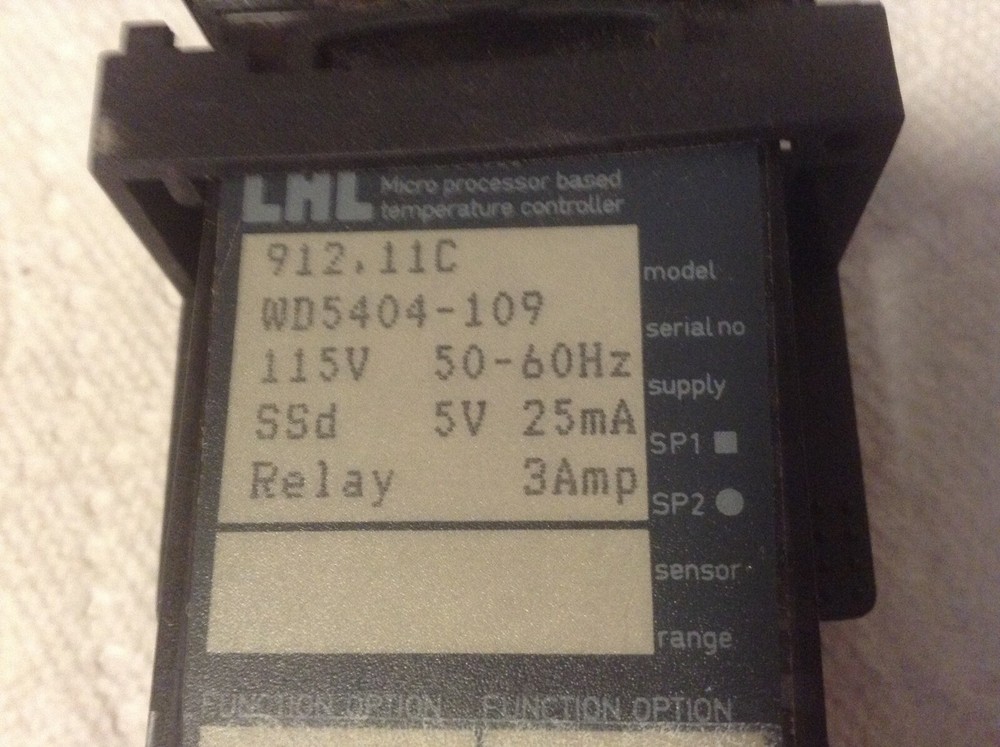 Micro processor based
temperature controller
912.11C model
WD5404-109 serial no
115V 50-60Hz supply
SSd 5V 25mA SP1
Relay 3Amp SP2
sensor
range
FUNCTION OPTION FUNCTION OPTION